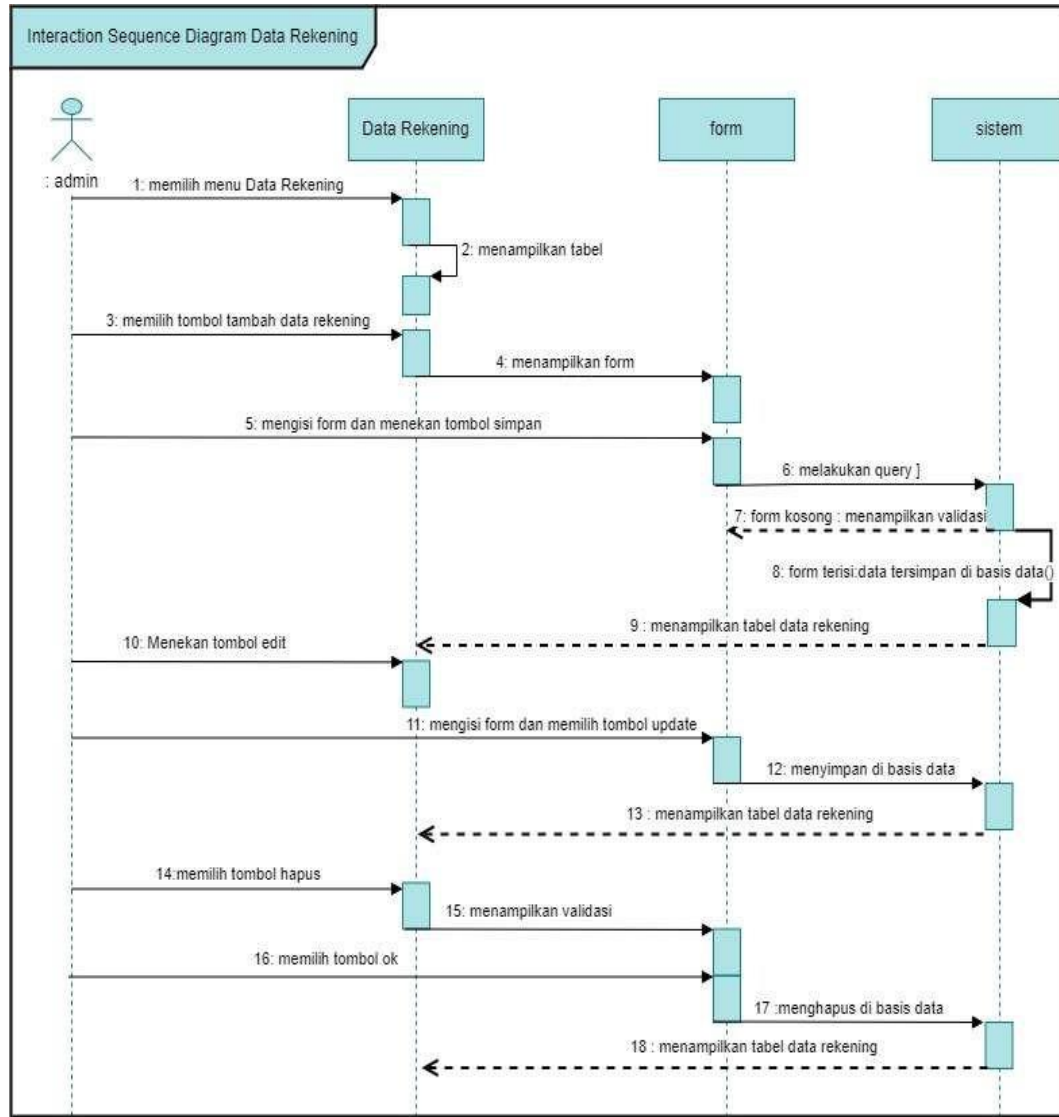 Interaction Sequence Diagram Data Rekening
Data Rekening
form
sistem
: admin
1: memilih menu Data Rekening
2: menampilkan tabel
3: memilih tombol tambah data rekening
4: menampilkan form
5: mengisi form dan menekan tombol simpan
6: melakukan query ]
7: form kosong : menampilkan validasi
8: form terisi:data tersimpan di basis data()
9 : menampilkan tabel data rekening
10: Menekan tombol edit
11: mengisi form dan memilih tombol update
12: menyimpan di basis data
13 : menampilkan tabel data rekening
14:memilih tombol hapus
15: menampilkan validasi
16: memilih tombol ok
17 :menghapus di basis data
18 : menampilkan tabel data rekening